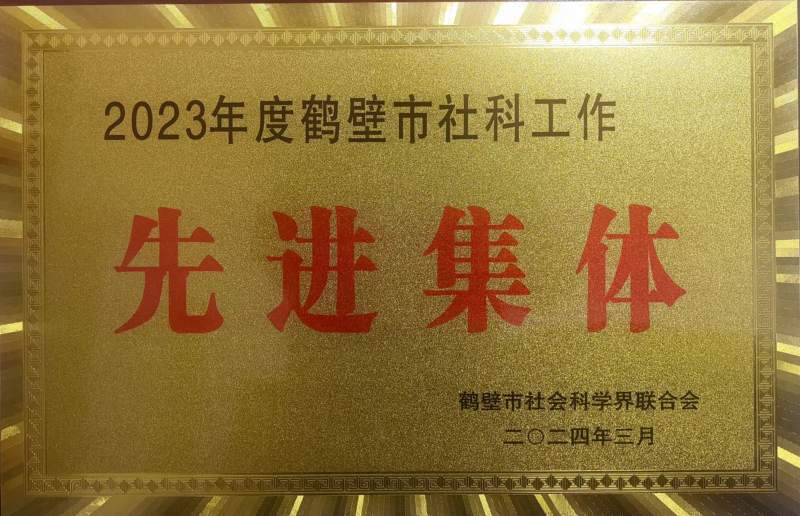 2023年度鹤壁市社科工作
先进集体
鹤壁市社会科学界联合会
二〇二四年三月